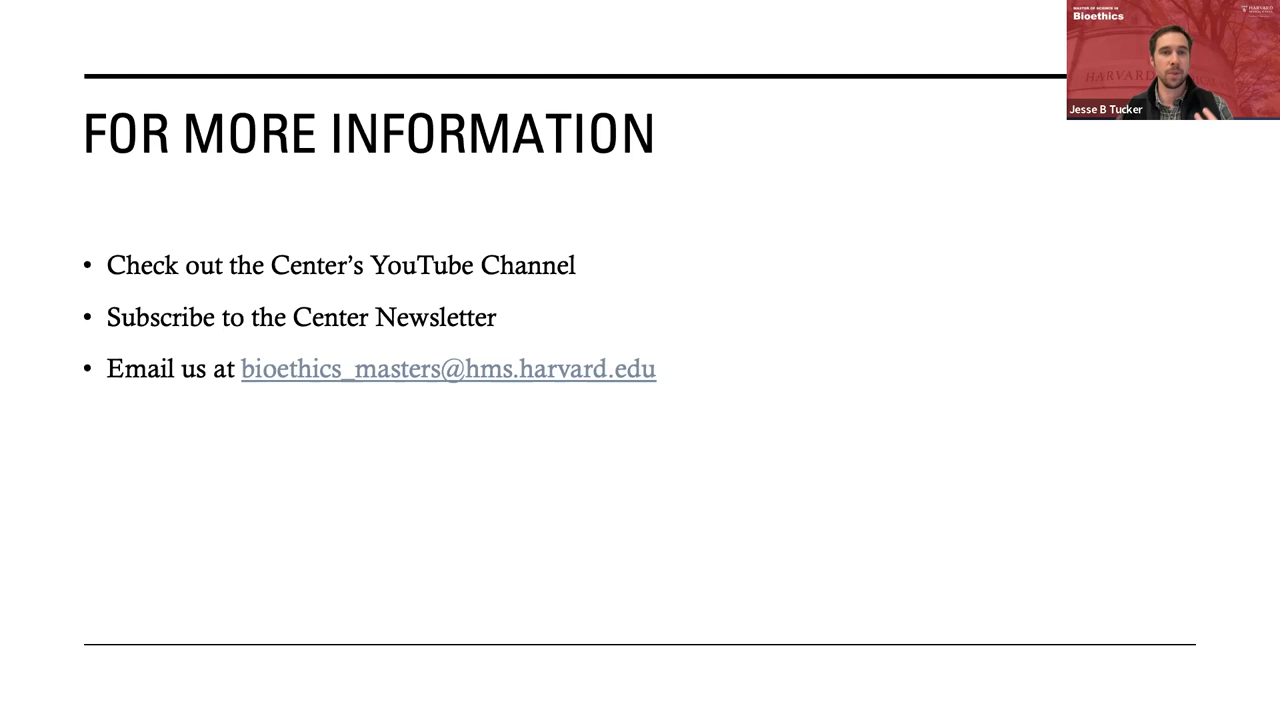 MASTER OF SCIENCE IN
Bioethics
HARVARD
HARVARD
Jesse B Tucker
FOR MORE INFORMATION
• Check out the Center’s YouTube Channel
• Subscribe to the Center Newsletter
• Email us at bioethics_masters@hms.harvard.edu